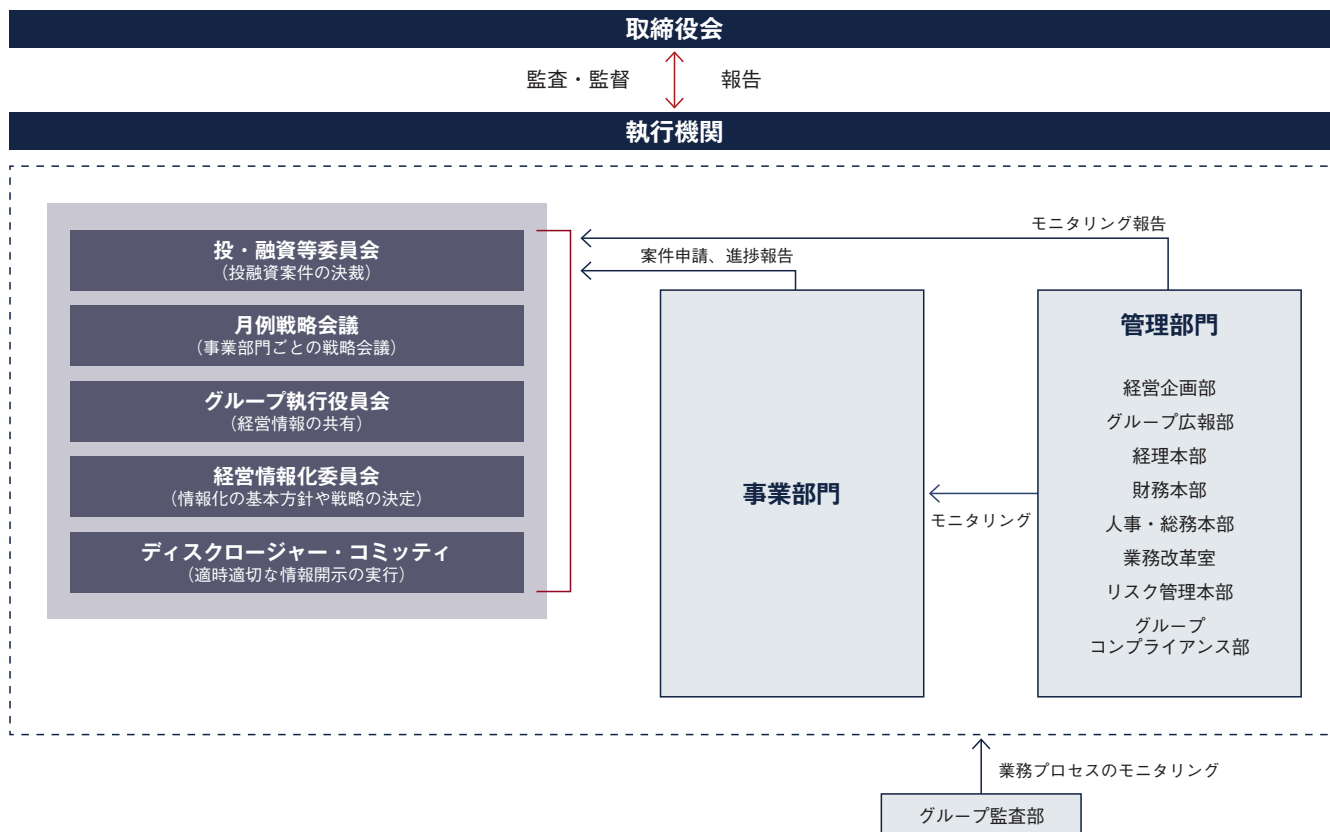 取締役会
監査・監督
報告
執行機関
投・融資等委員会
（投融資案件の決裁）
月例戦略会議
（事業部門ごとの戦略会議）
グループ執行役員会
（経営情報の共有）
経営情報化委員会
（情報化の基本方針や戦略の決定）
ディスクロージャー・コミッティ
（適時適切な情報開示の実行）
モニタリング報告
案件申請、進捗報告
事業部門
モニタリング
管理部門
経営企画部
グループ広報部
経理本部
財務本部
人事・総務本部
業務改革室
リスク管理本部
グループ
コンプライアンス部
業務プロセスのモニタリング
グループ監査部